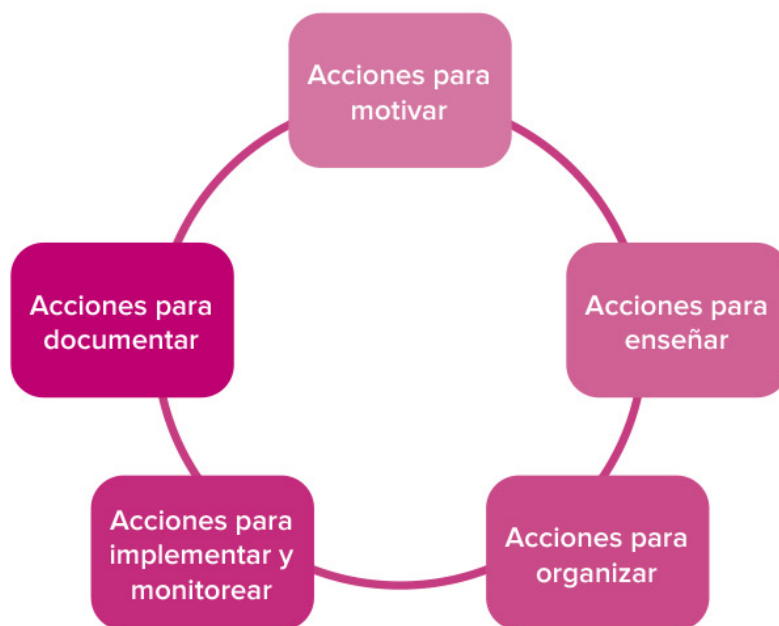 Acciones para
motivar
Acciones para
enseñar
Acciones para
organizar
Acciones para
implementar y
monitorear
Acciones para
documentar